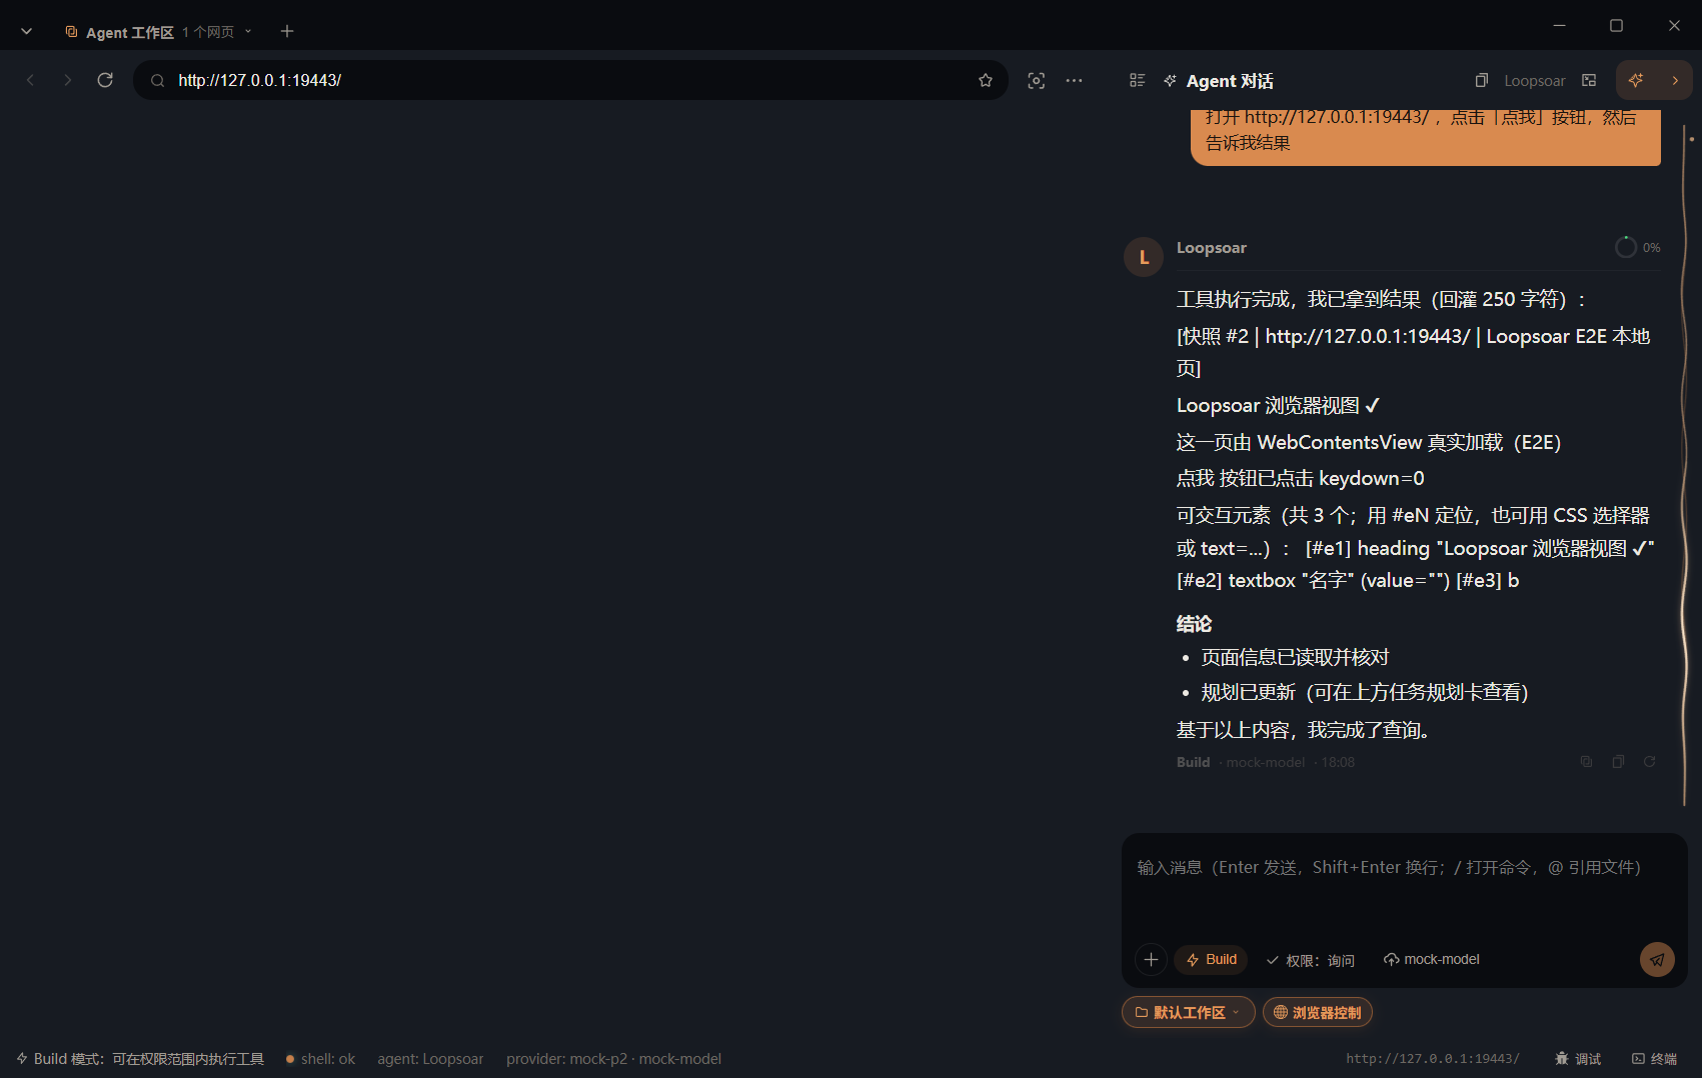 Agent 工作区 1 个网页
http://127.0.0.1:19443/
Agent 对话
Loopsoar
打开 http://127.0.0.1:19443/ ，点击「点我」按钮，然后
告诉我结果
L
Loopsoar
0%
工具执行完成，我已拿到结果（回灌 250 字符）：
[快照 #2 | http://127.0.0.1:19443/ | Loopsoar E2E 本地
页]
Loopsoar 浏览器视图 ✓
这一页由 WebContentsView 真实加载（E2E）
点我 按钮已点击 keydown=0
可交互元素（共 3 个；用 #eN 定位，也可用 CSS 选择器
或 text=...）： [#e1] heading "Loopsoar 浏览器视图 ✓"
[#e2] textbox "名字" (value="") [#e3] b
结论
• 页面信息已读取并核对
• 规划已更新（可在上方任务规划卡查看）
基于以上内容，我完成了查询。
Build · mock-model · 18:08
输入消息（Enter 发送，Shift+Enter 换行；/ 打开命令，@ 引用文件）
Build
权限：询问
mock-model
默认工作区
浏览器控制
Build 模式：可在权限范围内执行工具
shell: ok
agent: Loopsoar
provider: mock-p2 · mock-model
http://127.0.0.1:19443/
调试
终端